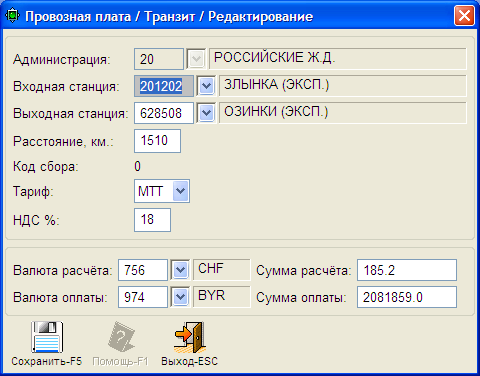 Провозная плата / Транзит / Редактирование
Администрация: 20 РОССИЙСКИЕ Ж.Д.
Входная станция: 201202 ЗЛЫНКА (ЭКСП.)
Выходная станция: 628508 ОЗИНКИ (ЭКСП.)
Расстояние, км.: 1510
Код сбора: 0
Тариф: МТТ
НДС %: 18
Валюта расчёта: 756 CHF Сумма расчёта: 185.2
Валюта оплаты: 974 BYR Сумма оплаты: 2081859.0
Сохранить-F5 Помощь-F1 Выход-ESC